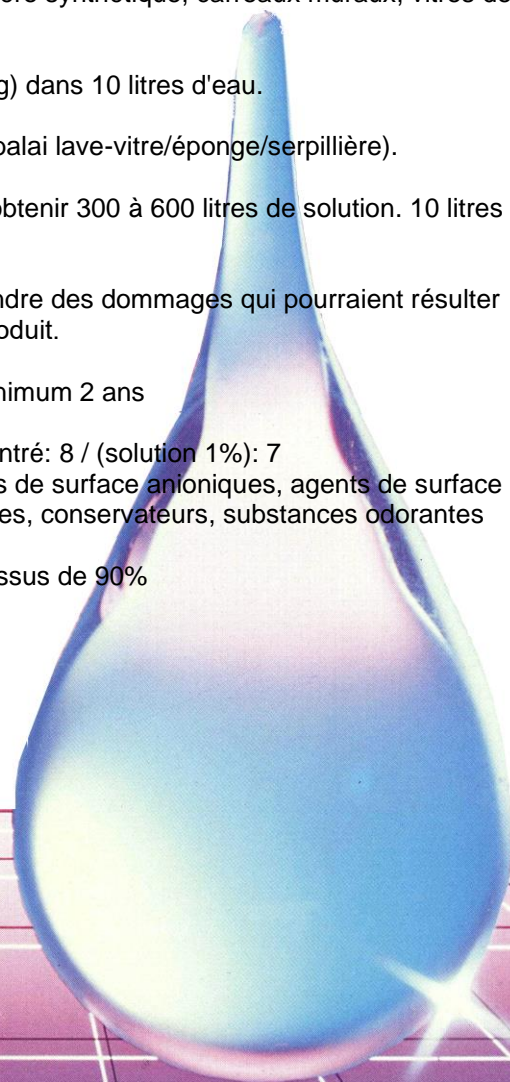 synthétique, carreaux muraux, vitres de
g) dans 10 litres d'eau.
balai lave-vitre/éponge/serpillière).
obtenir 300 à 600 litres de solution. 10 litres
ndre des dommages qui pourraient résulter
oduit.
nimum 2 ans
ntré: 8 / (solution 1%): 7
s de surface anioniques, agents de surface
es, conservateurs, substances odorantes
ssus de 90%